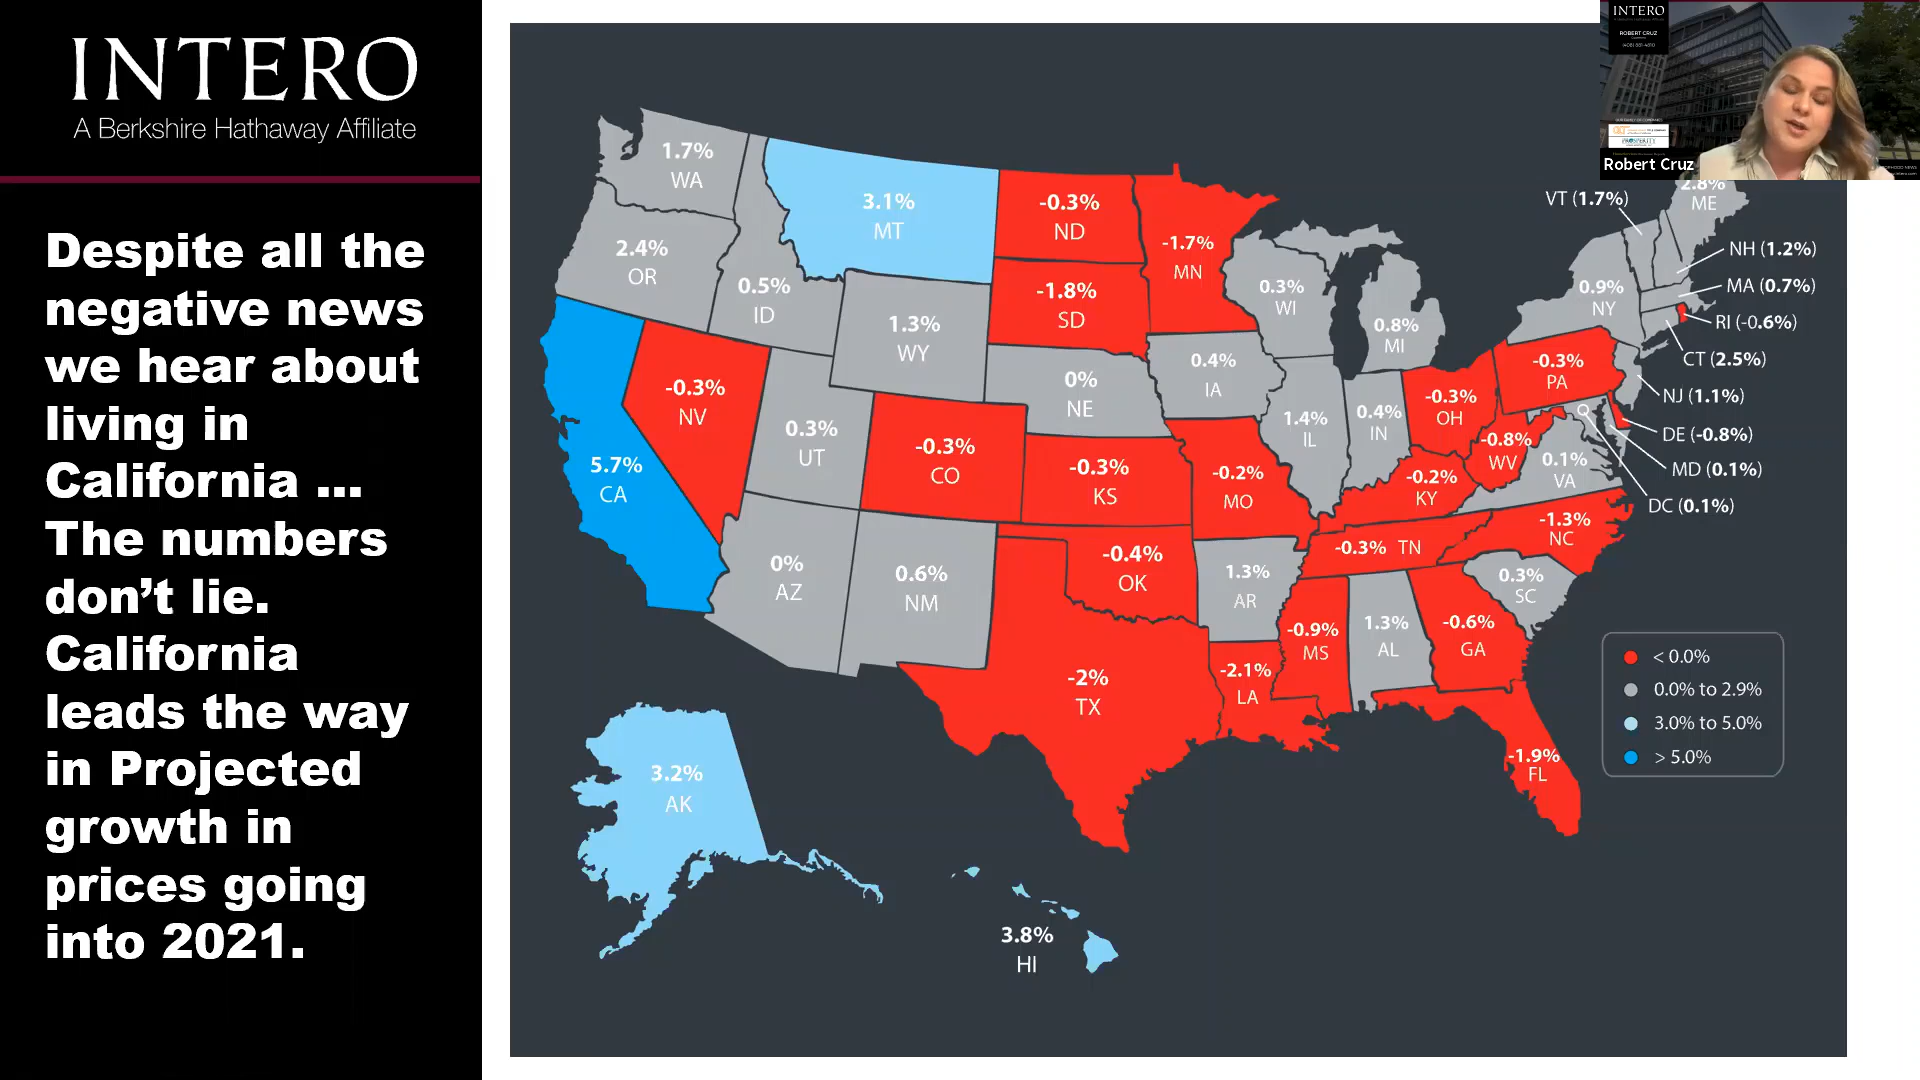 INTERO
A Berkshire Hathaway Affiliate
Despite all the
negative news
we hear about
living in
California ...
The numbers
don’t lie.
California
leads the way
in Projected
growth in
prices going
into 2021.
1.7%
WA
2.4%
OR
0.5%
ID
3.1%
MT
1.3%
WY
5.7%
CA
-0.3%
NV
0.3%
UT
-0.3%
CO
0%
AZ
0.6%
NM
-0.3%
ND
-1.8%
SD
0%
NE
-0.3%
KS
-0.4%
OK
-2%
TX
-1.7%
MN
0.4%
IA
-0.2%
MO
1.3%
AR
-2.1%
LA
0.3%
WI
1.4%
IL
0.8%
MI
0.4%
IN
-0.3%
OH
-0.2%
KY
-0.3% TN
-0.9%
MS
1.3%
AL
-0.6%
GA
-1.9%
FL
0.3%
SC
-1.3%
NC
0.1%
VA
-0.8%
WV
-0.3%
PA
0.9%
NY
2.8%
ME
VT (1.7%)
NH (1.2%)
MA (0.7%)
RI (-0.6%)
CT (2.5%)
NJ (1.1%)
DE (-0.8%)
MD (0.1%)
DC (0.1%)
3.2%
AK
3.8%
HI
< 0.0%
0.0% to 2.9%
3.0% to 5.0%
> 5.0%
INTERO
ROBERT CRUZ
PROSPERITY
Robert Cruz